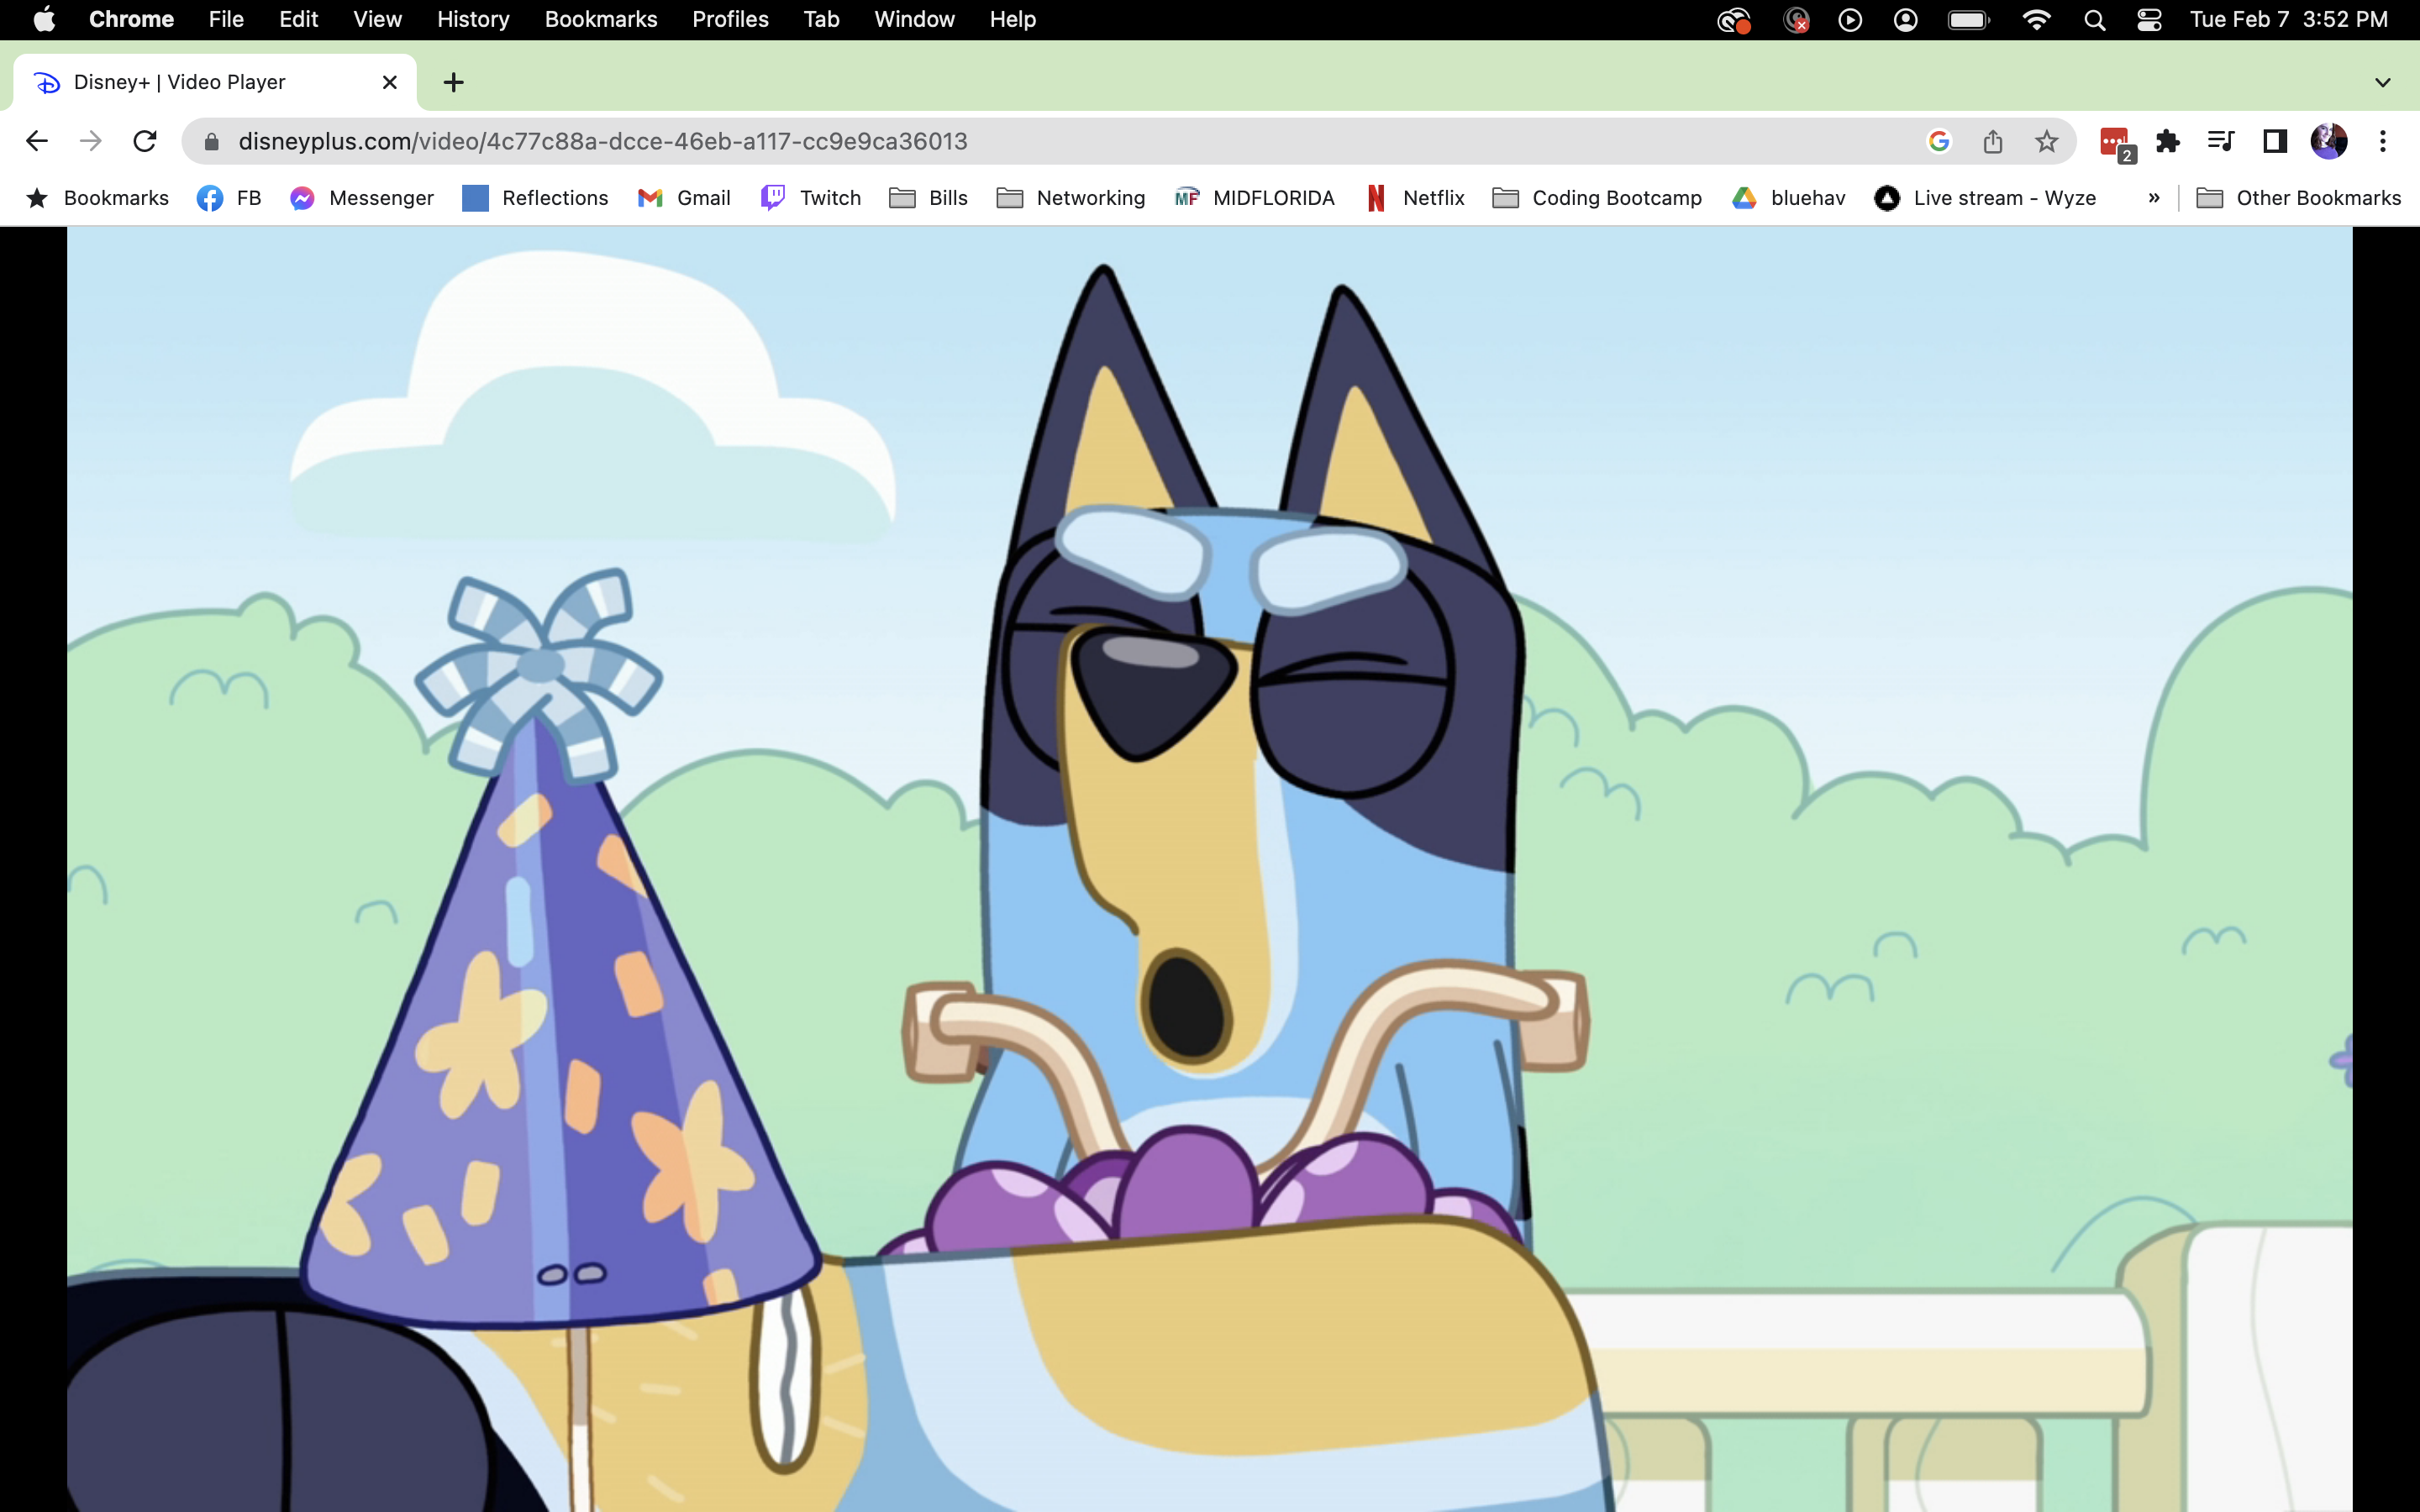 Chrome File Edit View History Bookmarks Profiles Tab Window Help Tue Feb 7 3:52 PM
Disney+ | Video Player
disneyplus.com/video/4c77c88a-dcce-46eb-a117-cc9e9ca36013
2
Bookmarks FB Messenger Reflections Gmail Twitch Bills Networking MF MIDFLORIDA Netflix Coding Bootcamp bluehav Live stream - Wyze » Other Bookmarks